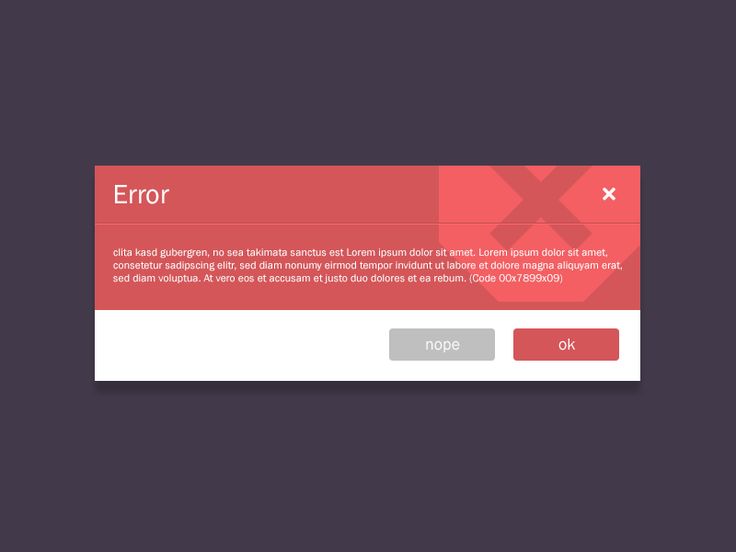 Error
clita kasd gubergren, no sea takimata sanctus est Lorem ipsum dolor sit amet. Lorem ipsum dolor sit amet,
consetetur sadipscing elitr, sed diam nonumy eirmod tempor invidunt ut labore et dolore magna aliquyam erat,
sed diam voluptua. At vero eos et accusam et justo duo dolores et ea rebum. (Code 00x7899x09)
nope
ok